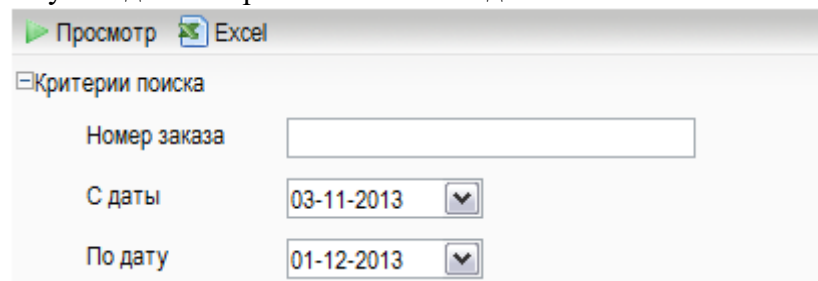 Просмотр Excel
Критерии поиска
Номер заказа
С даты 03-11-2013
По дату 01-12-2013